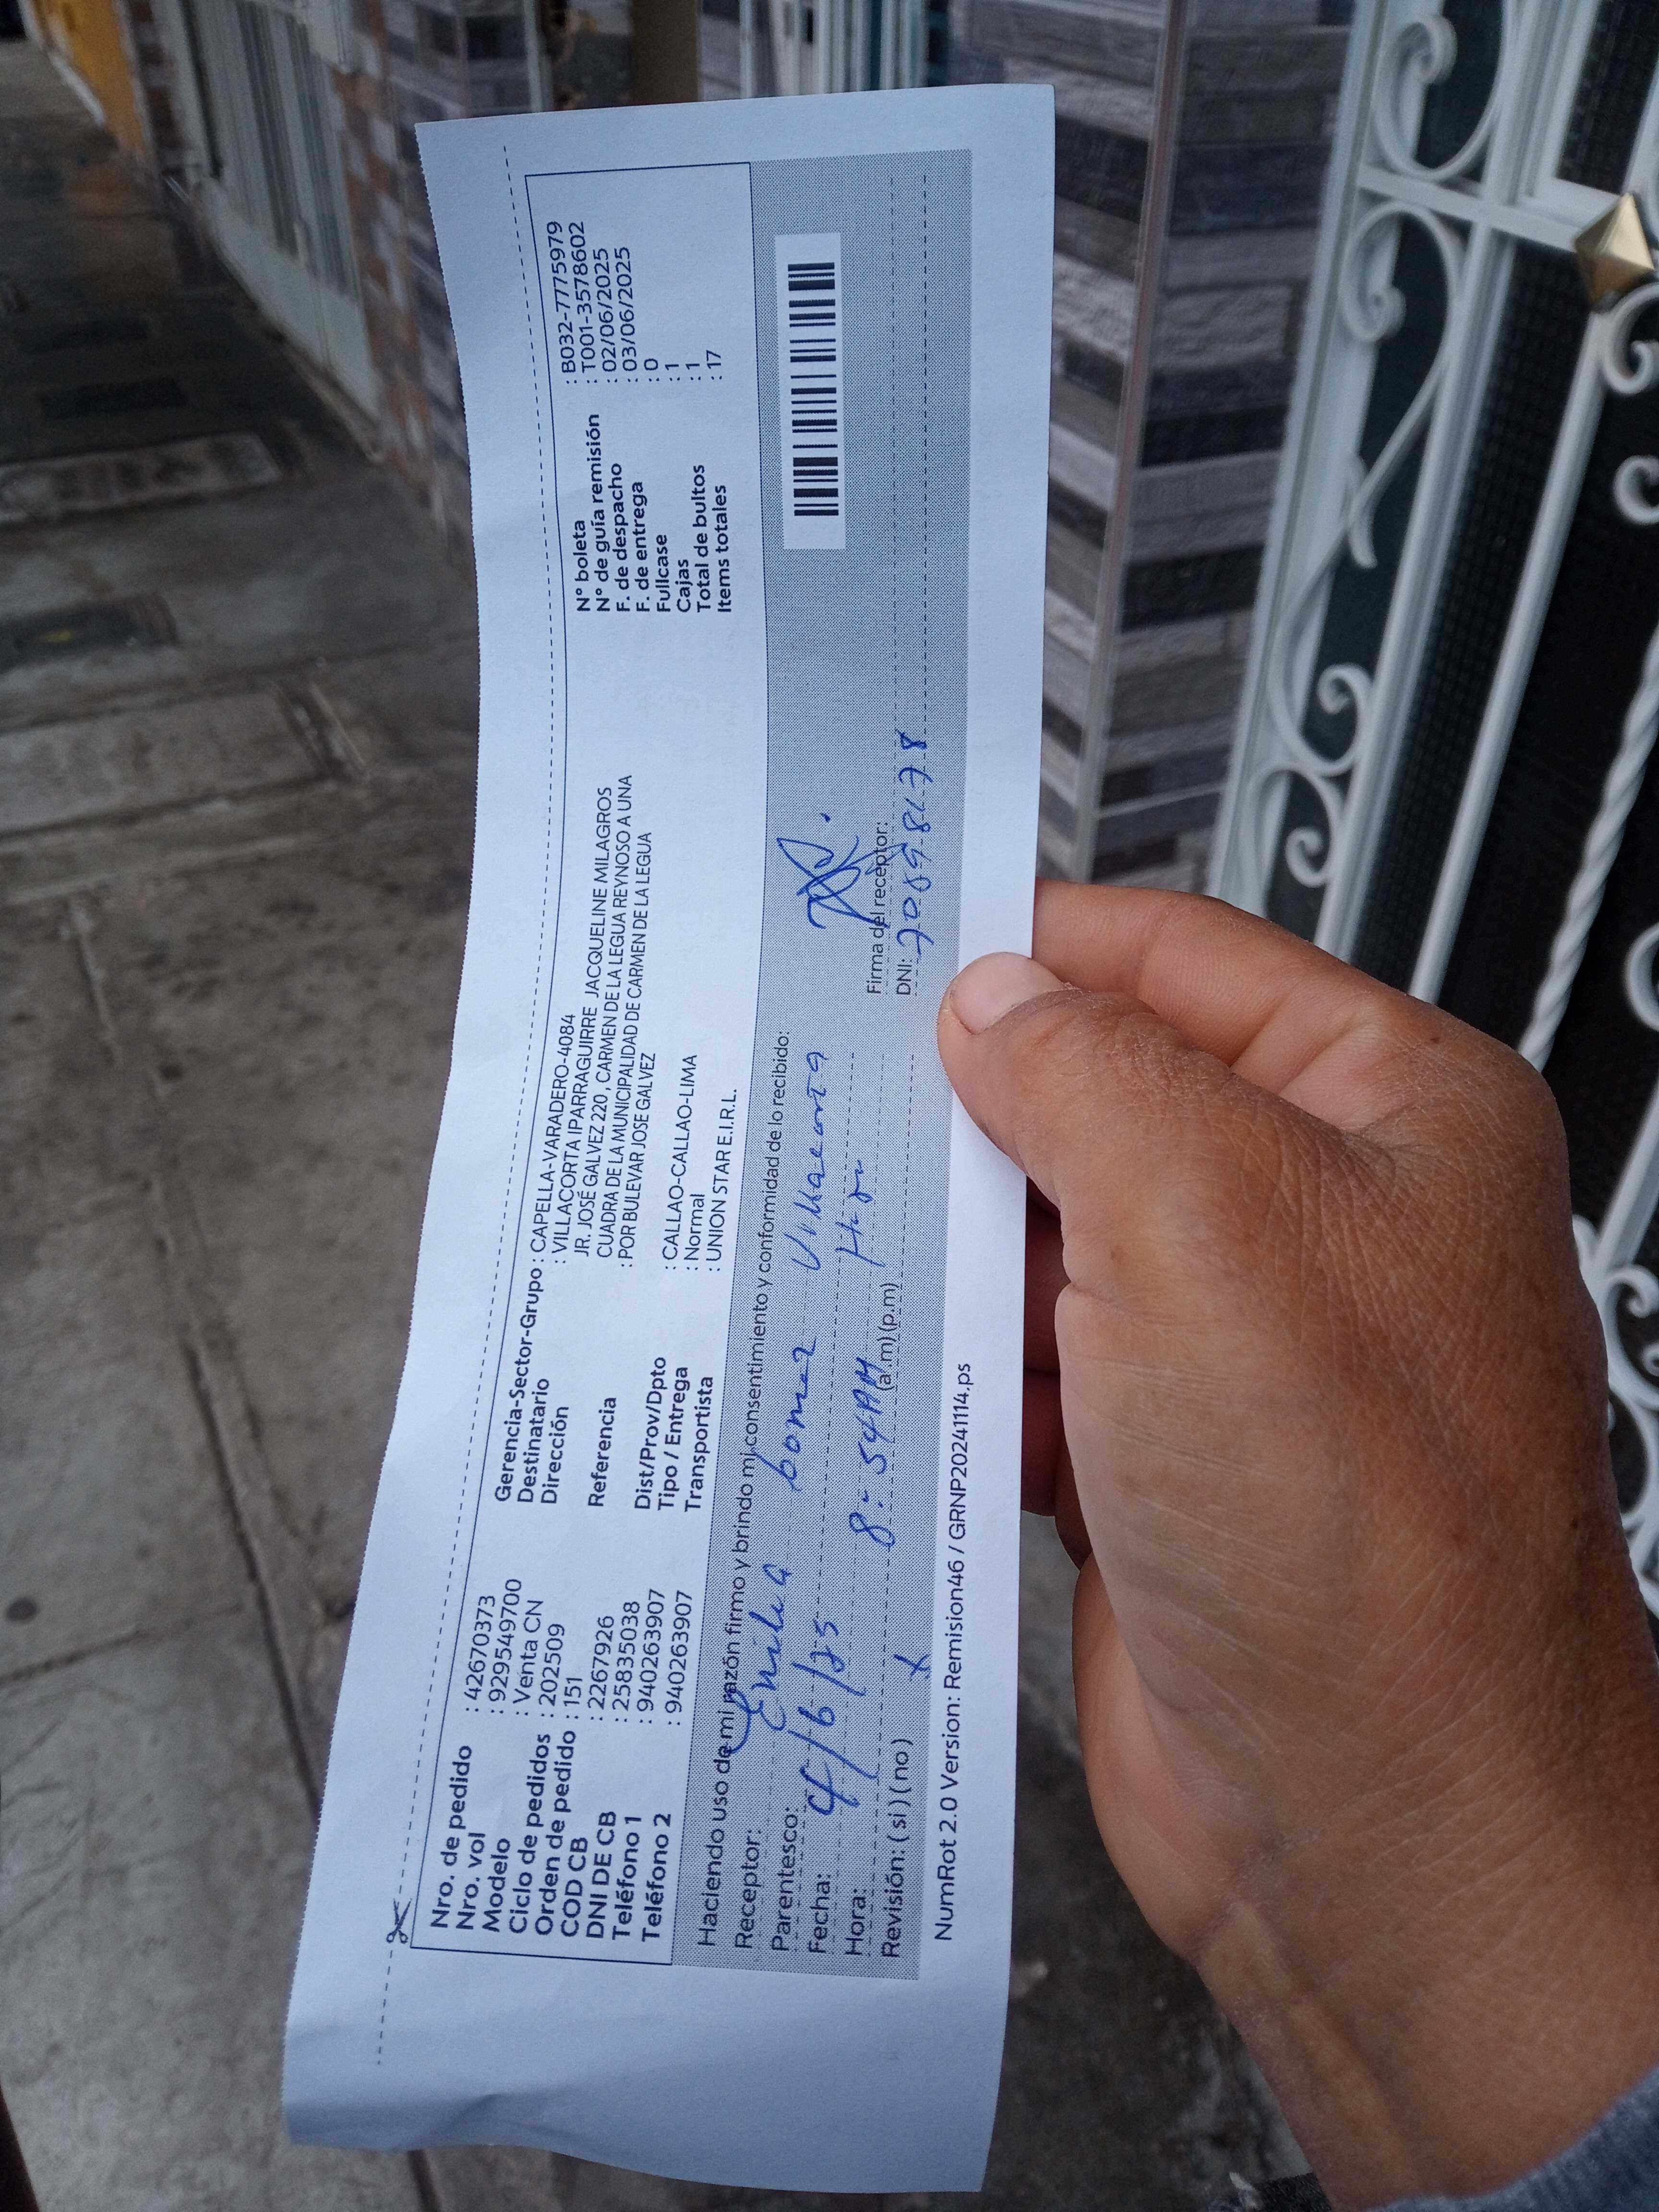 Nro. de pedido : 42670373
Nro. vol : 929549700
Modelo : Venta CN
Ciclo de pedidos : 202509
Orden de pedido : 151
COD CB : 2267926
DNI DE CB : 25835038
Teléfono 1 : 940263907
Teléfono 2 : 940263907
Gerencia-Sector-Grupo : CAPELLA-VARADERO-4084
Destinatario : VILLACORTA IPARRAGUIRRE JACQUELINE MILAGROS
Dirección JR. JOSÉ GALVEZ 220 , CARMEN DE LA LEGUA REYNOSO A UNA
CUADRA DE LA MUNICIPALIDAD DE CARMEN DE LA LEGUA
Referencia : POR BULEVAR JOSE GALVEZ
Dist/Prov/Dpto : CALLAO-CALLAO-LIMA
Tipo / Entrega : Normal
Transportista : UNION STAR E.I.R.L.
N° boleta : B032-7775979
N° de guía remisión : T001-3578602
F. de despacho : 02/06/2025
F. de entrega : 03/06/2025
Fullcase : 0
Cajas : 1
Total de bultos : 1
Items totales : 17
Haciendo uso de mi razón firmo y brindo mi consentimiento y conformidad de lo recibido:
Receptor:
Parentesco:
Fecha: 4/6/25
Hora: 8:54AM (a.m) (p.m)
Revisión: ( si ) ( no ) x
Firma del receptor:
DNI:
NumRot 2.0 Version: Remision46 / GRNP20241114.ps